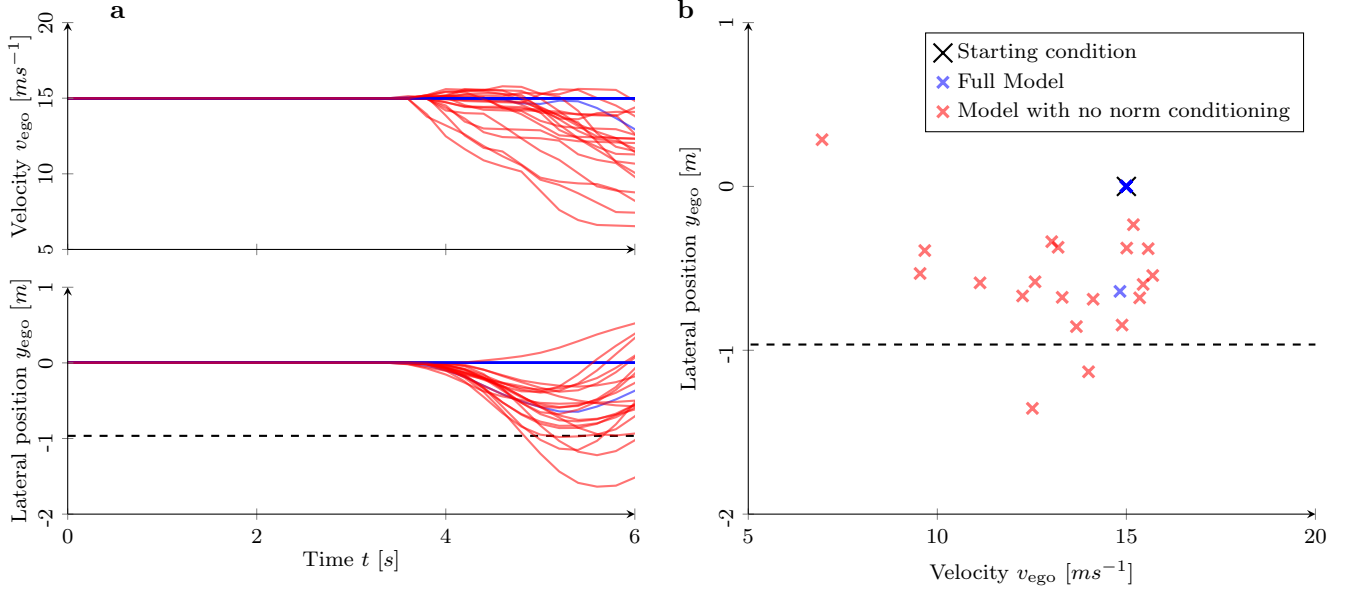 a
20
15
10
5
Velocity v_ego [ms⁻¹]
1
0
-1
-2
Lateral position y_ego [m]
0
2
4
6
Time t [s]
b
1
0
-1
-2
Lateral position y_ego [m]
Starting condition
Full Model
Model with no norm conditioning
5
10
15
20
Velocity v_ego [ms⁻¹]